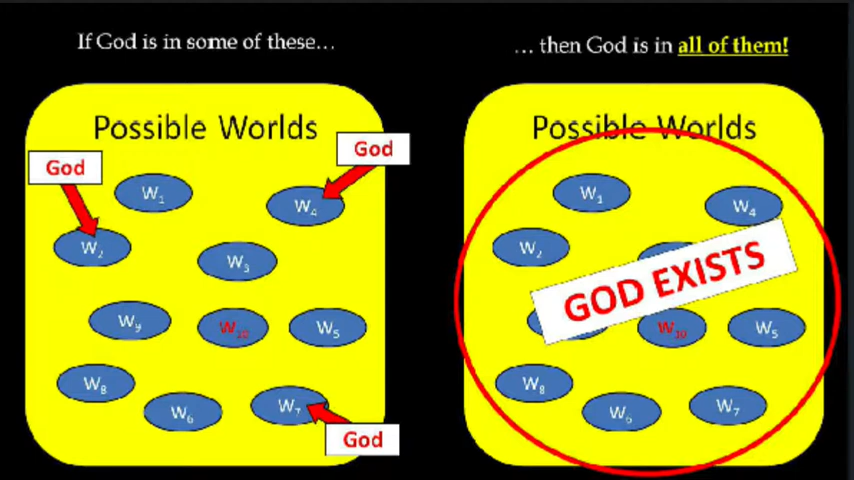 If God is in some of these...
Possible Worlds
God
God
W1
W4
W2
W3
W9
W10
W5
W8
W6
W7
God
... then God is in all of them!
Possible Worlds
W1
W4
W2
GOD EXISTS
W10
W5
W8
W6
W7